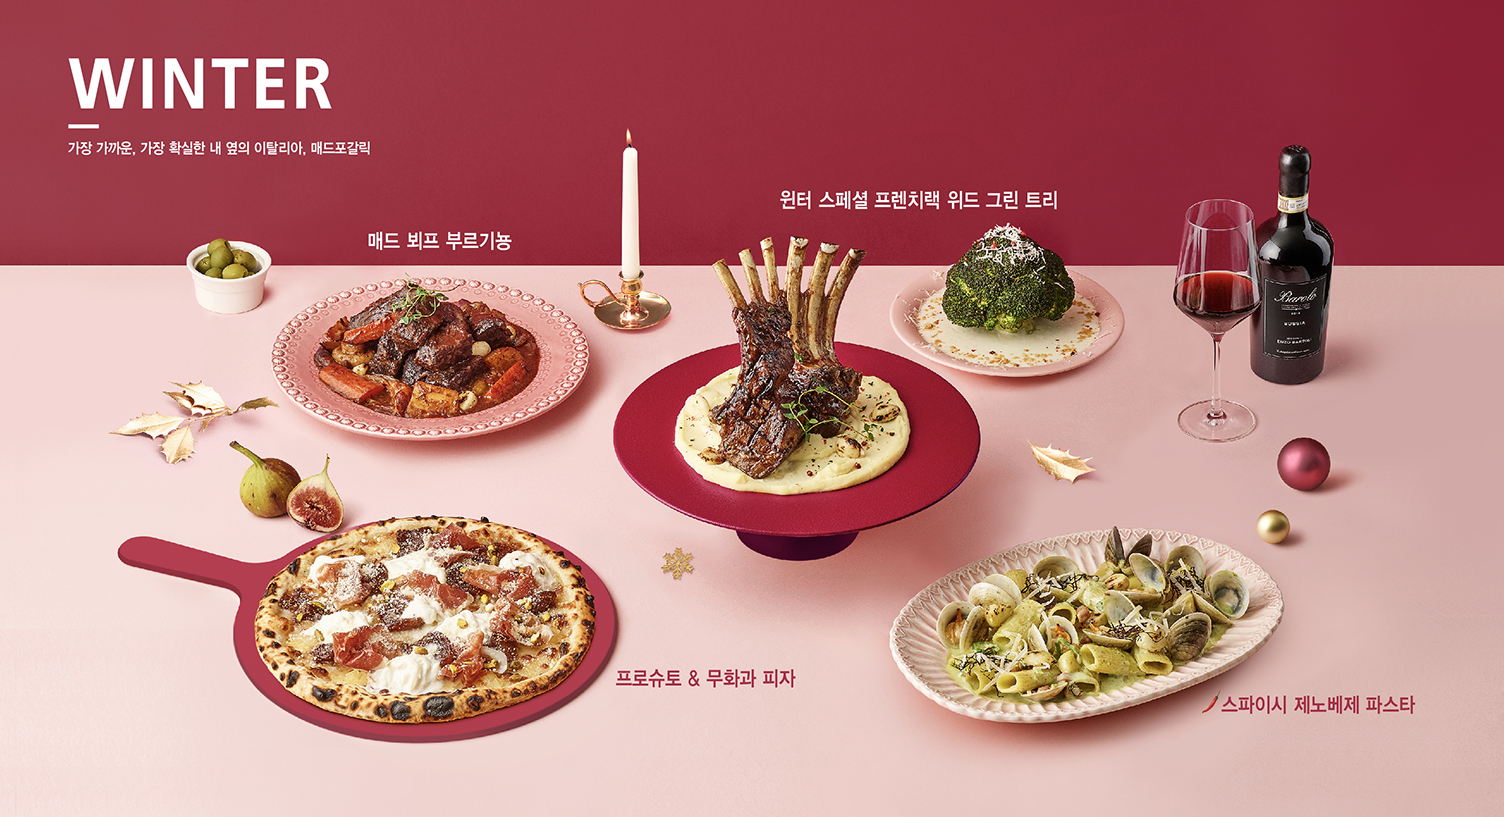 WINTER
가장 가까운, 가장 확실한 내 옆의 이탈리아, 매드포갈릭
윈터 스페셜 프렌치랙 위드 그린 트리
매드 뵈프 부르기뇽
Barolo
BUSSIA
프로슈토 & 무화과 피자
스파이시 제노베제 파스타